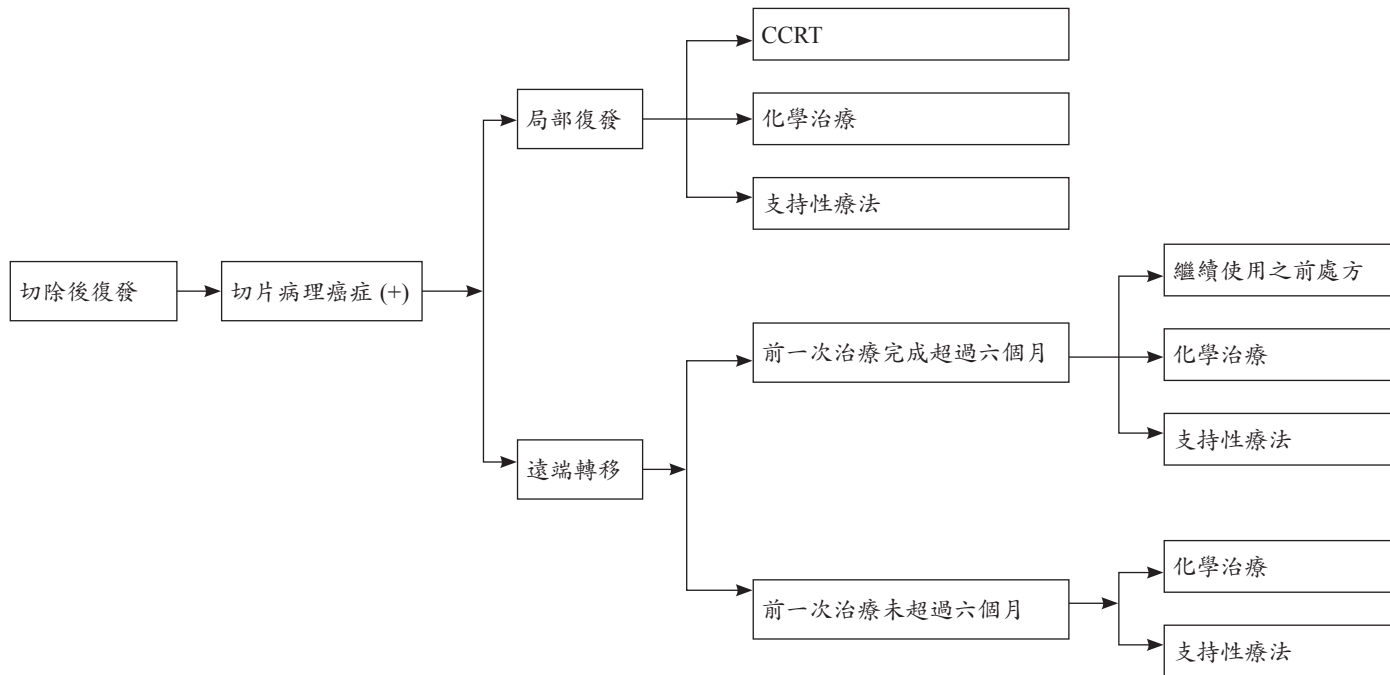 切除後復發
切片病理癌症 (+)
局部復發
CCRT
化學治療
支持性療法
遠端轉移
前一次治療完成超過六個月
繼續使用之前處方
化學治療
支持性療法
前一次治療未超過六個月
化學治療
支持性療法